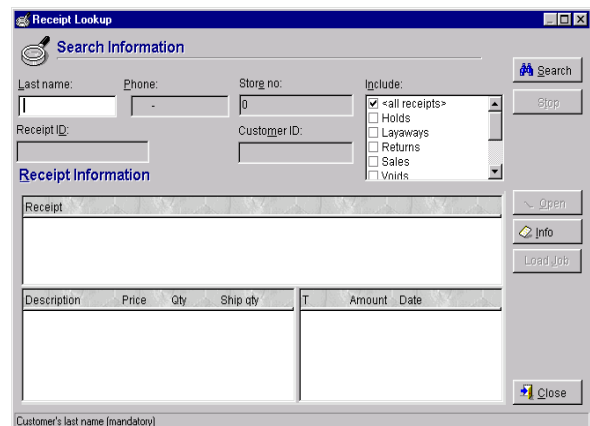 Receipt Lookup
Search Information
Last name: Phone: Store no: Include:
- 0 <all receipts>
Holds
Layaways
Returns
Sales
Voids
Receipt ID: Customer ID:
Search
Stop
Receipt Information
Receipt
Open
Info
Load Job
Description Price Qty Ship qty T Amount Date
Close
Customer's last name (mandatory)